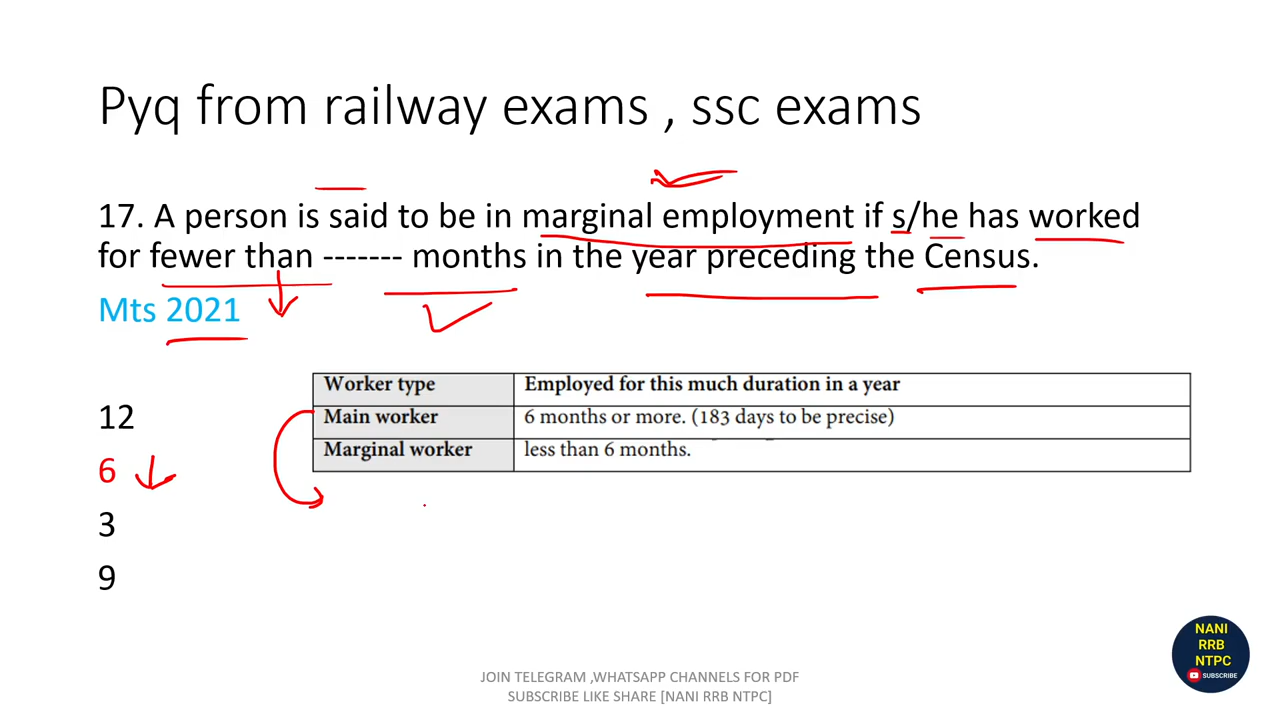 Pyq from railway exams , ssc exams
17. A person is said to be in marginal employment if s/he has worked
for fewer than ------- months in the year preceding the Census.
Mts 2021
Worker type Employed for this much duration in a year
Main worker 6 months or more. (183 days to be precise)
Marginal worker less than 6 months.
12
6
3
9
NANI
RRB
NTPC
SUBSCRIBE
JOIN TELEGRAM ,WHATSAPP CHANNELS FOR PDF
SUBSCRIBE LIKE SHARE [NANI RRB NTPC]